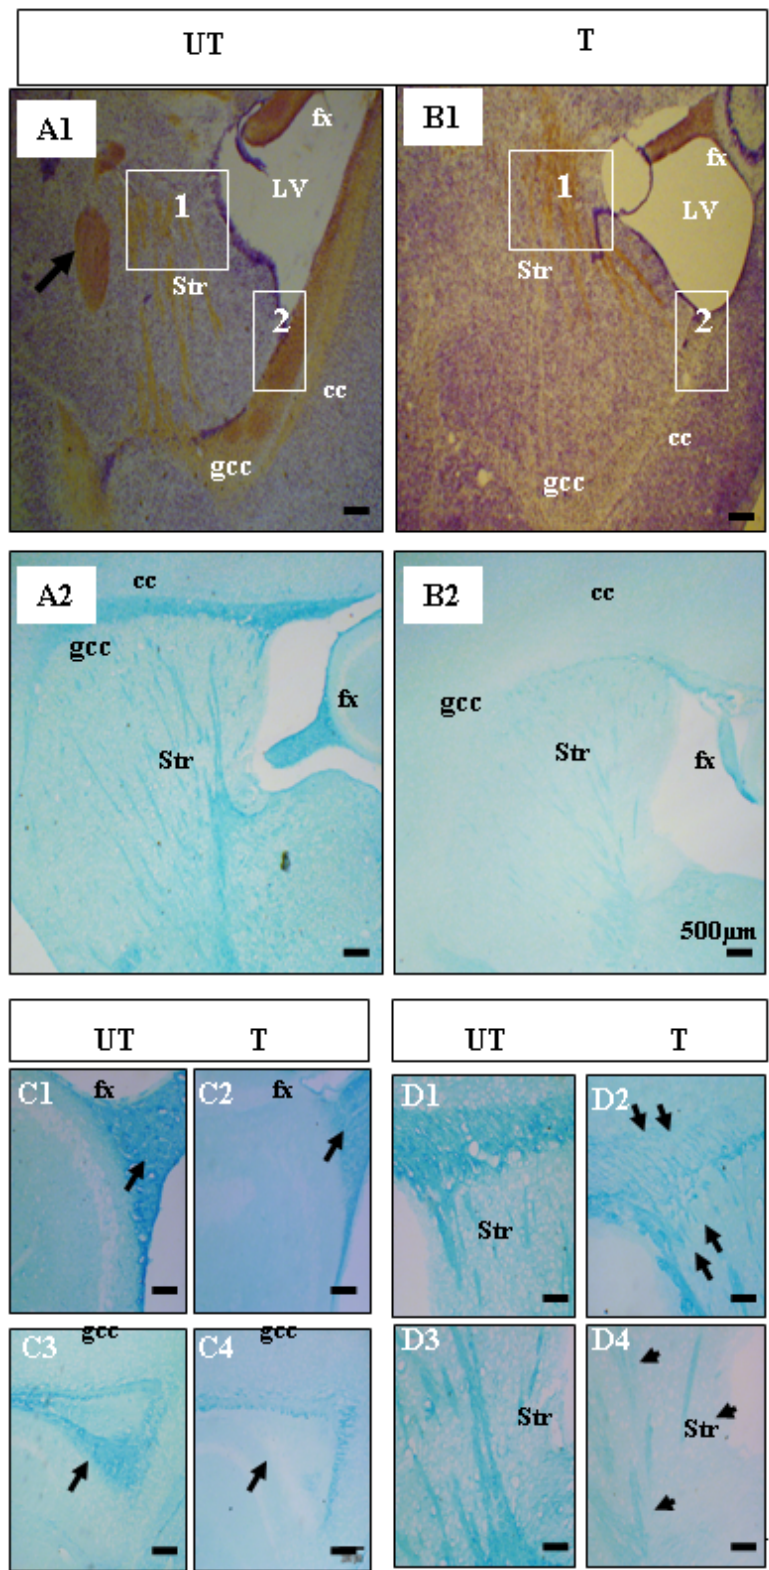 UT T
A1 B1
fx fx
1 1
LV LV
Str Str
2 2
cc cc
gcc gcc
A2 B2
cc cc
gcc gcc
fx fx
Str Str
500μm
UT T UT T
C1 fx C2 fx D1 D2
Str
gcc gcc
C3 C4 D3 D4
Str Str